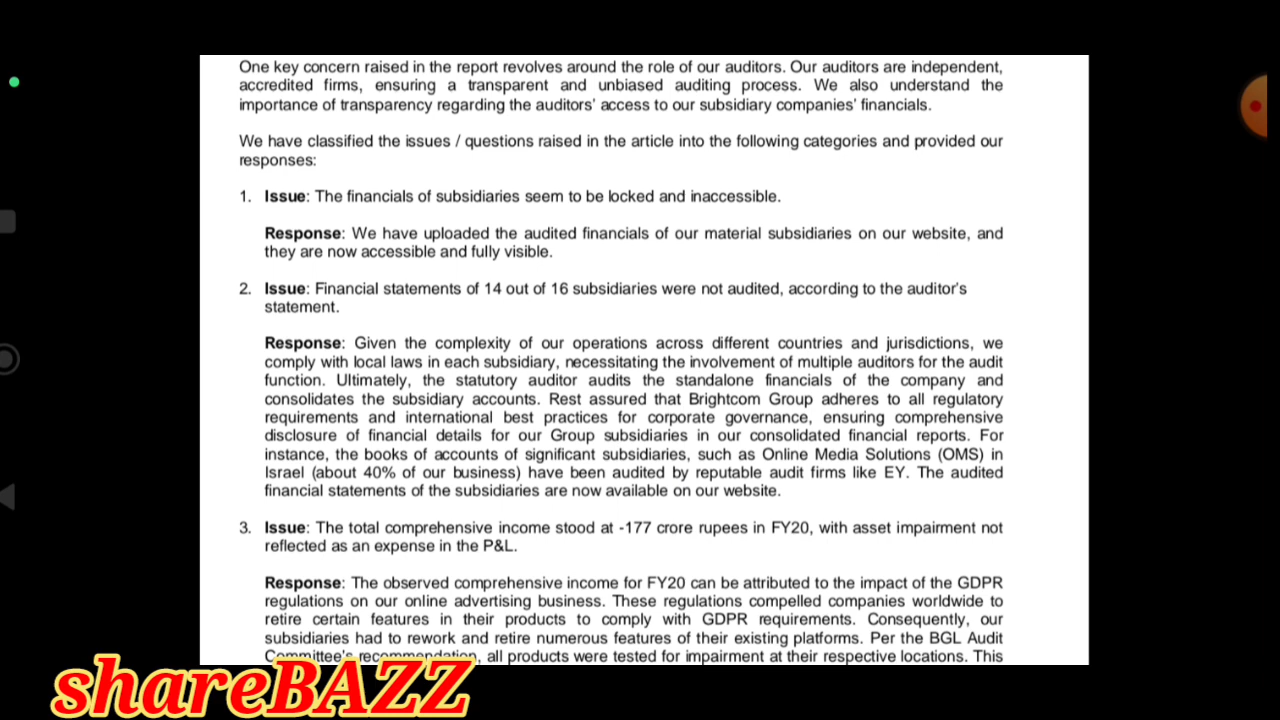 One key concern raised in the report revolves around the role of our auditors. Our auditors are independent,
accredited firms, ensuring a transparent and unbiased auditing process. We also understand the
importance of transparency regarding the auditors' access to our subsidiary companies' financials.
We have classified the issues / questions raised in the article into the following categories and provided our
responses:
1. Issue: The financials of subsidiaries seem to be locked and inaccessible.
Response: We have uploaded the audited financials of our material subsidiaries on our website, and
they are now accessible and fully visible.
2. Issue: Financial statements of 14 out of 16 subsidiaries were not audited, according to the auditor's
statement.
Response: Given the complexity of our operations across different countries and jurisdictions, we
comply with local laws in each subsidiary, necessitating the involvement of multiple auditors for the audit
function. Ultimately, the statutory auditor audits the standalone financials of the company and
consolidates the subsidiary accounts. Rest assured that Brightcom Group adheres to all regulatory
requirements and international best practices for corporate governance, ensuring comprehensive
disclosure of financial details for our Group subsidiaries in our consolidated financial reports. For
instance, the books of accounts of significant subsidiaries, such as Online Media Solutions (OMS) in
Israel (about 40% of our business) have been audited by reputable audit firms like EY. The audited
financial statements of the subsidiaries are now available on our website.
3. Issue: The total comprehensive income stood at -177 crore rupees in FY20, with asset impairment not
reflected as an expense in the P&L.
Response: The observed comprehensive income for FY20 can be attributed to the impact of the GDPR
regulations on our online advertising business. These regulations compelled companies worldwide to
retire certain features in their products to comply with GDPR requirements. Consequently, our
subsidiaries had to rework and retire numerous features of their existing platforms. Per the BGL Audit
Committee's recommendation, all products were tested for impairment at their respective locations. This
shareBAZZ